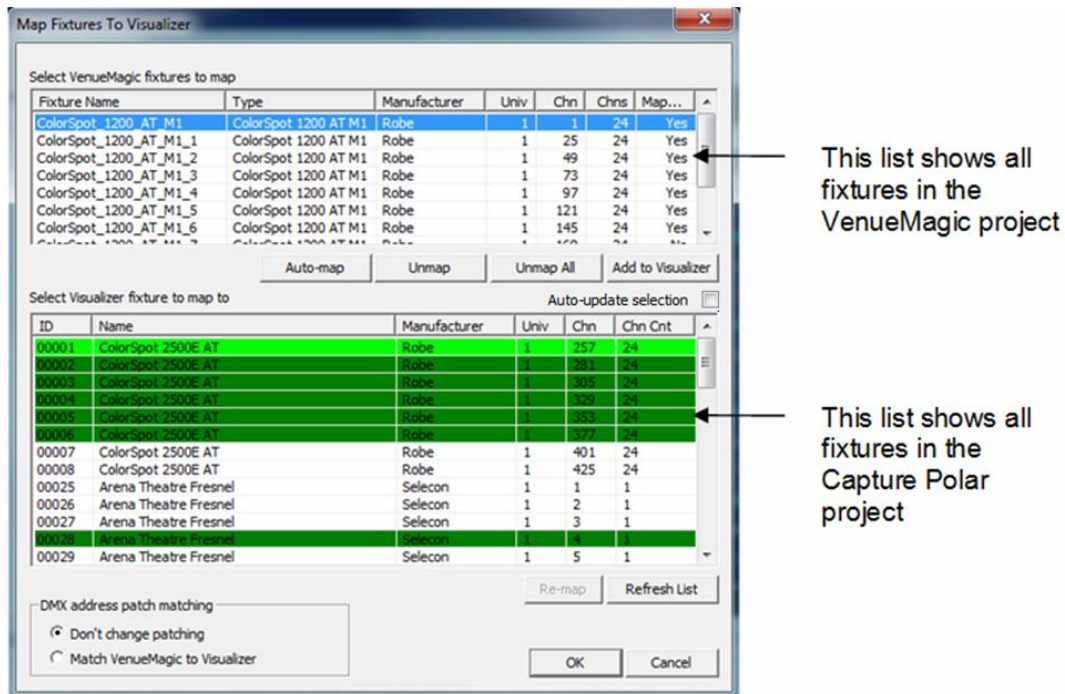 Map Fixtures To Visualizer
Select VenueMagic fixtures to map
Fixture Name Type Manufacturer Univ Chn Chns Map...
ColorSpot_1200_AT_M1 ColorSpot 1200 AT M1 Robe 1 1 24 Yes
ColorSpot_1200_AT_M1_1 ColorSpot 1200 AT M1 Robe 1 25 24 Yes
ColorSpot_1200_AT_M1_2 ColorSpot 1200 AT M1 Robe 1 49 24 Yes
ColorSpot_1200_AT_M1_3 ColorSpot 1200 AT M1 Robe 1 73 24 Yes
ColorSpot_1200_AT_M1_4 ColorSpot 1200 AT M1 Robe 1 97 24 Yes
ColorSpot_1200_AT_M1_5 ColorSpot 1200 AT M1 Robe 1 121 24 Yes
ColorSpot_1200_AT_M1_6 ColorSpot 1200 AT M1 Robe 1 145 24 Yes
This list shows all
fixtures in the
VenueMagic project
Auto-map Unmap Unmap All Add to Visualizer
Select Visualizer fixture to map to Auto-update selection
ID Name Manufacturer Univ Chn Chn Cnt
00001 ColorSpot 2500E AT Robe 1 257 24
00002 ColorSpot 2500E AT Robe 1 281 24
00003 ColorSpot 2500E AT Robe 1 305 24
00004 ColorSpot 2500E AT Robe 1 329 24
00005 ColorSpot 2500E AT Robe 1 353 24
00006 ColorSpot 2500E AT Robe 1 377 24
00007 ColorSpot 2500E AT Robe 1 401 24
00008 ColorSpot 2500E AT Robe 1 425 24
00025 Arena Theatre Fresnel Selecon 1 1 1
00026 Arena Theatre Fresnel Selecon 1 2 1
00027 Arena Theatre Fresnel Selecon 1 3 1
00028 Arena Theatre Fresnel Selecon 1 4 1
00029 Arena Theatre Fresnel Selecon 1 5 1
This list shows all
fixtures in the
Capture Polar
project
Re-map Refresh List
DMX address patch matching
Don't change patching
Match VenueMagic to Visualizer
OK Cancel